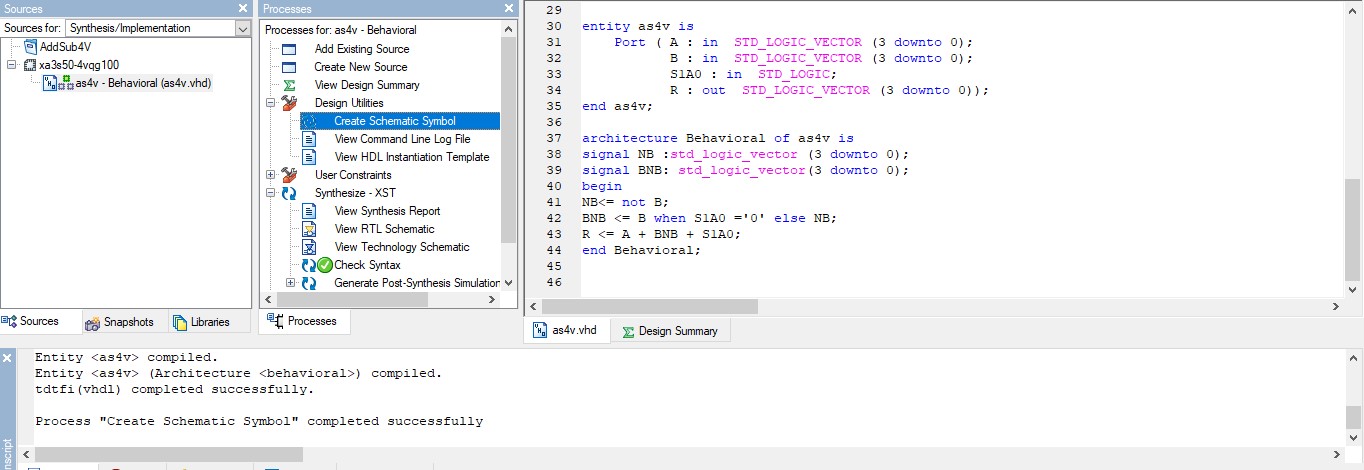 Sources
Sources for: Synthesis/Implementation
AddSub4V
xa3s50-4vqg100
as4v - Behavioral (as4v.vhd)
Sources
Snapshots
Libraries
Processes
Processes for: as4v - Behavioral
Add Existing Source
Create New Source
View Design Summary
Design Utilities
Create Schematic Symbol
View Command Line Log File
View HDL Instantiation Template
User Constraints
Synthesize - XST
View Synthesis Report
View RTL Schematic
View Technology Schematic
Check Syntax
Generate Post-Synthesis Simulation
Processes
29
30 entity as4v is
31 Port ( A : in STD_LOGIC_VECTOR (3 downto 0);
32 B : in STD_LOGIC_VECTOR (3 downto 0);
33 S1A0 : in STD_LOGIC;
34 R : out STD_LOGIC_VECTOR (3 downto 0));
35 end as4v;
36
37 architecture Behavioral of as4v is
38 signal NB :std_logic_vector (3 downto 0);
39 signal BNB: std_logic_vector(3 downto 0);
40 begin
41 NB<= not B;
42 BNB <=B when S1A0 ='0' else NB;
43 R <= A + BNB + S1A0;
44 end Behavioral;
45
46
as4v.vhd
Design Summary
Entity <as4v> compiled.
Entity <as4v> (Architecture <behavioral>) compiled.
tdtfi(vhdl) completed successfully.
Process "Create Schematic Symbol" completed successfully
nscript